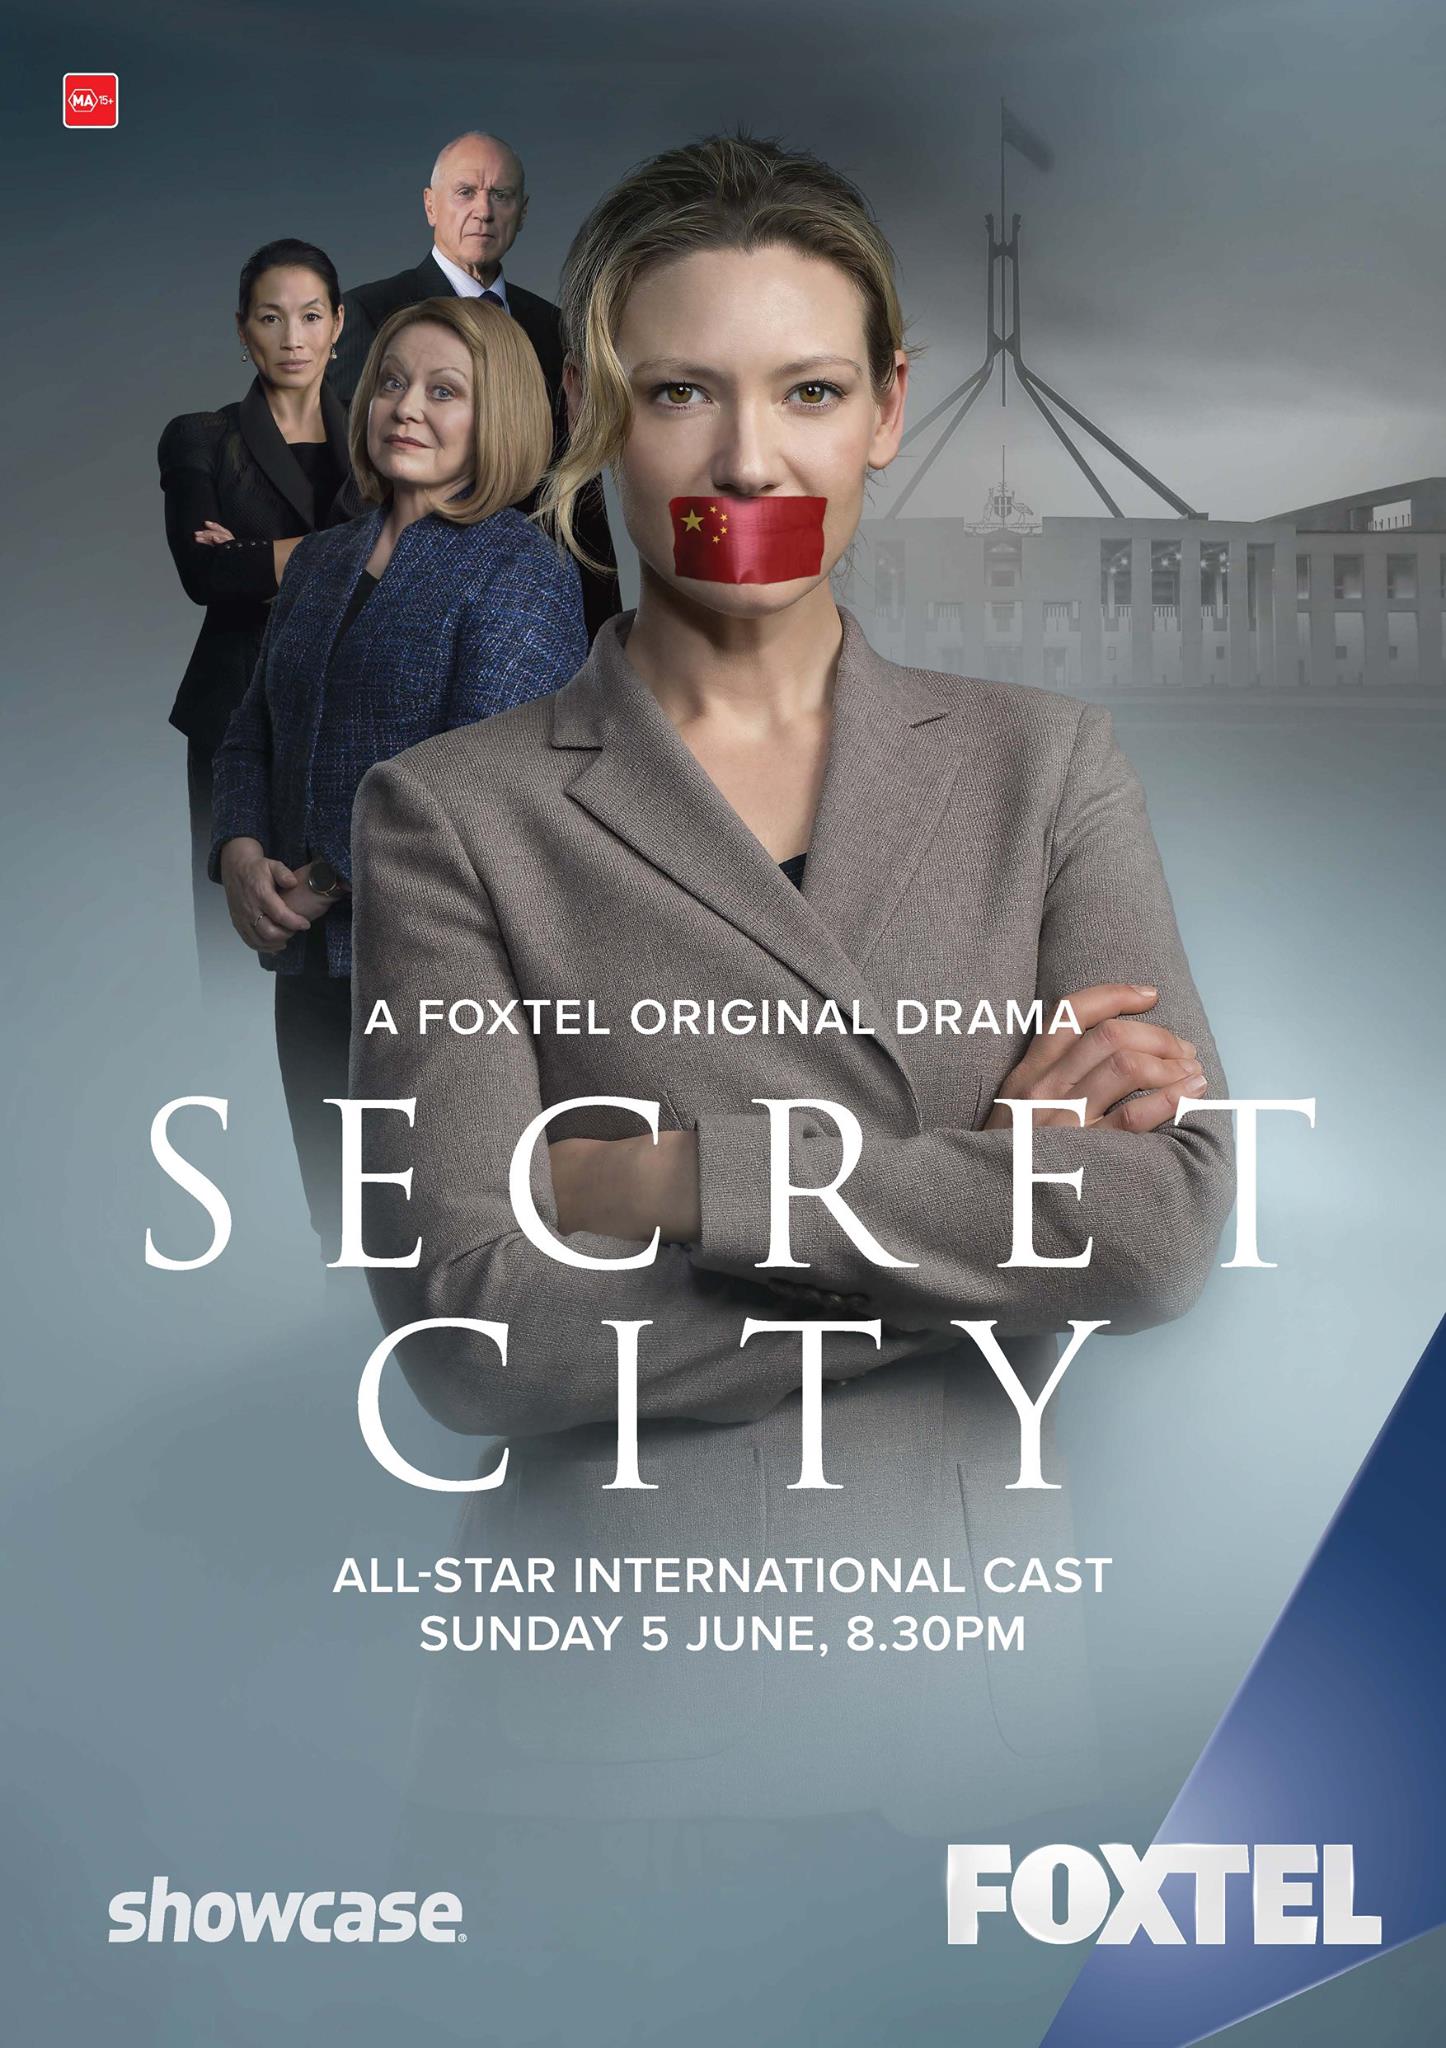 MA 15+
A FOXTEL ORIGINAL DRAMA
SECRET
CITY
ALL-STAR INTERNATIONAL CAST
SUNDAY 5 JUNE, 8.30PM
showcase®
FOXTEL